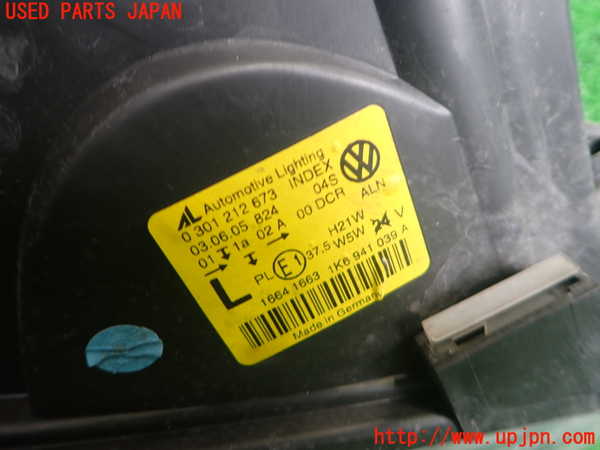 USED PARTS JAPAN
AL Automotive Lighting
0 301 212 673 INDEX
03.06.05 824 04S
01 1a 02 A 00 DCR ALN
H21W
L PL E1 37.5 W5W V
16641663 1K6 941 039 A
Made in Germany
VW
http://www.upjpn.com/